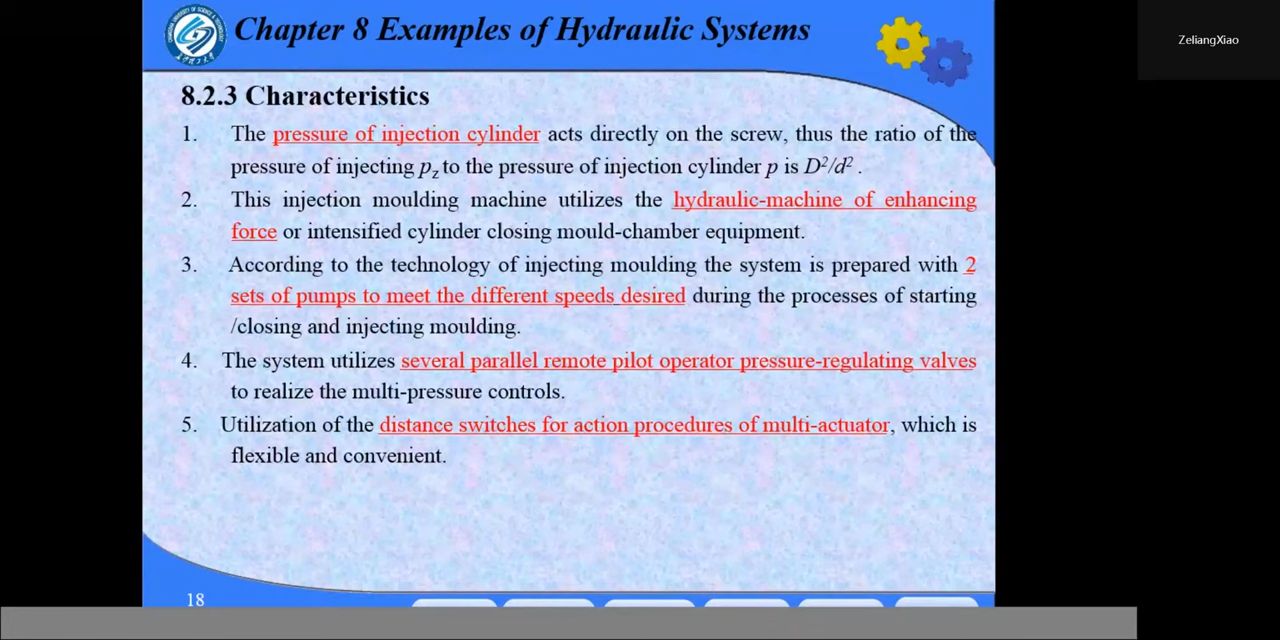 Chapter 8 Examples of Hydraulic Systems
ZeliangXiao
8.2.3 Characteristics
1. The pressure of injection cylinder acts directly on the screw, thus the ratio of the
pressure of injecting pz to the pressure of injection cylinder p is D²/d² .
2. This injection moulding machine utilizes the hydraulic-machine of enhancing
force or intensified cylinder closing mould-chamber equipment.
3. According to the technology of injecting moulding the system is prepared with 2
sets of pumps to meet the different speeds desired during the processes of starting
/closing and injecting moulding.
4. The system utilizes several parallel remote pilot operator pressure-regulating valves
to realize the multi-pressure controls.
5. Utilization of the distance switches for action procedures of multi-actuator, which is
flexible and convenient.
18